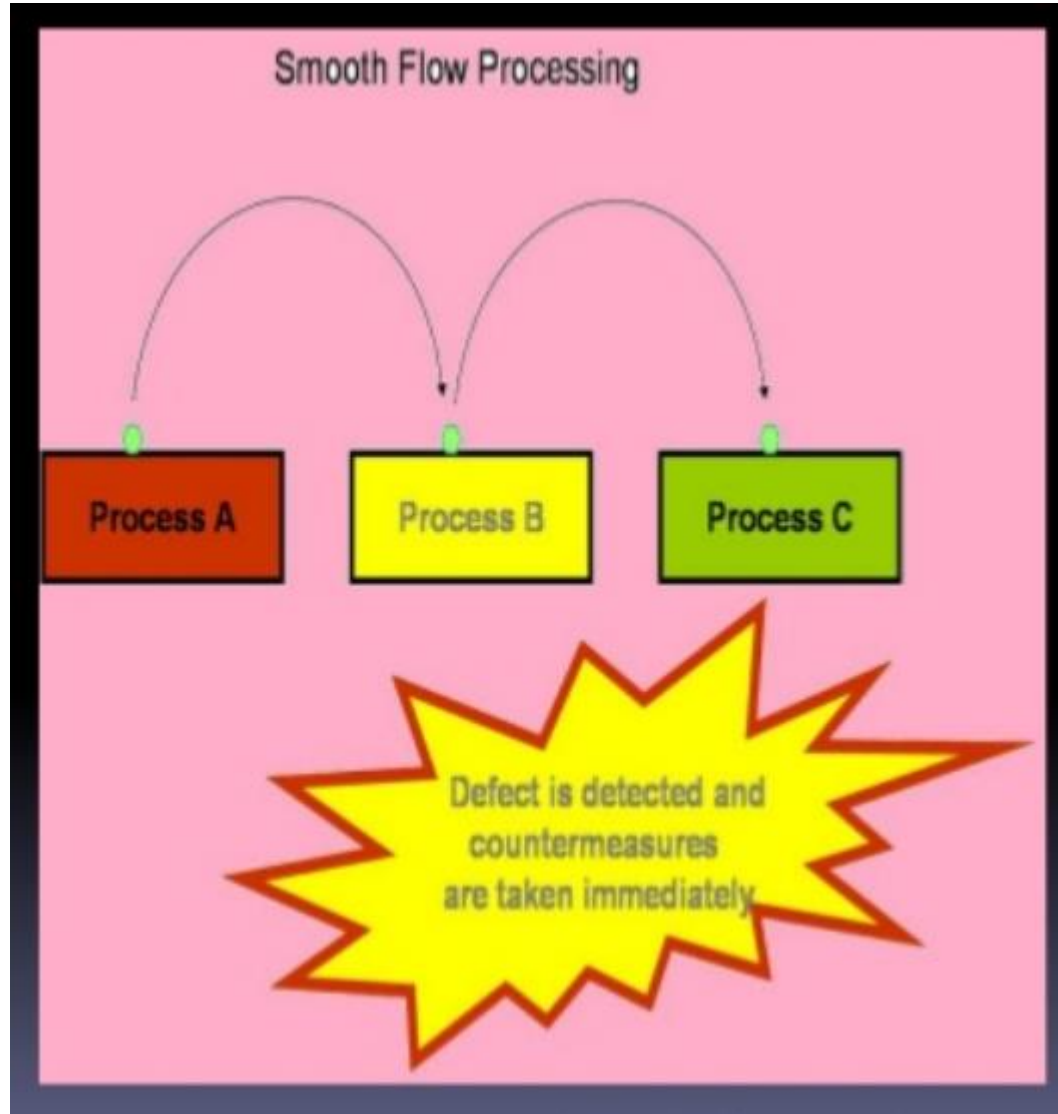 Smooth Flow Processing
Process A
Process B
Process C
Defect is detected and
countermeasures
are taken immediately